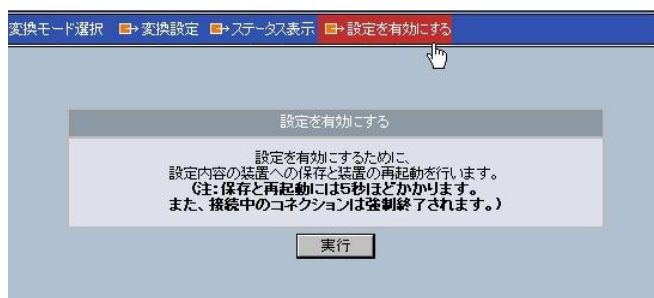 変換モード選択 変換設定 ステータス表示 設定を有効にする
設定を有効にする
設定を有効にするために、
設定内容の装置への保存と装置の再起動を行います。
(注:保存と再起動には5秒ほどかかります。
また、接続中のコネクションは強制終了されます。)
実行